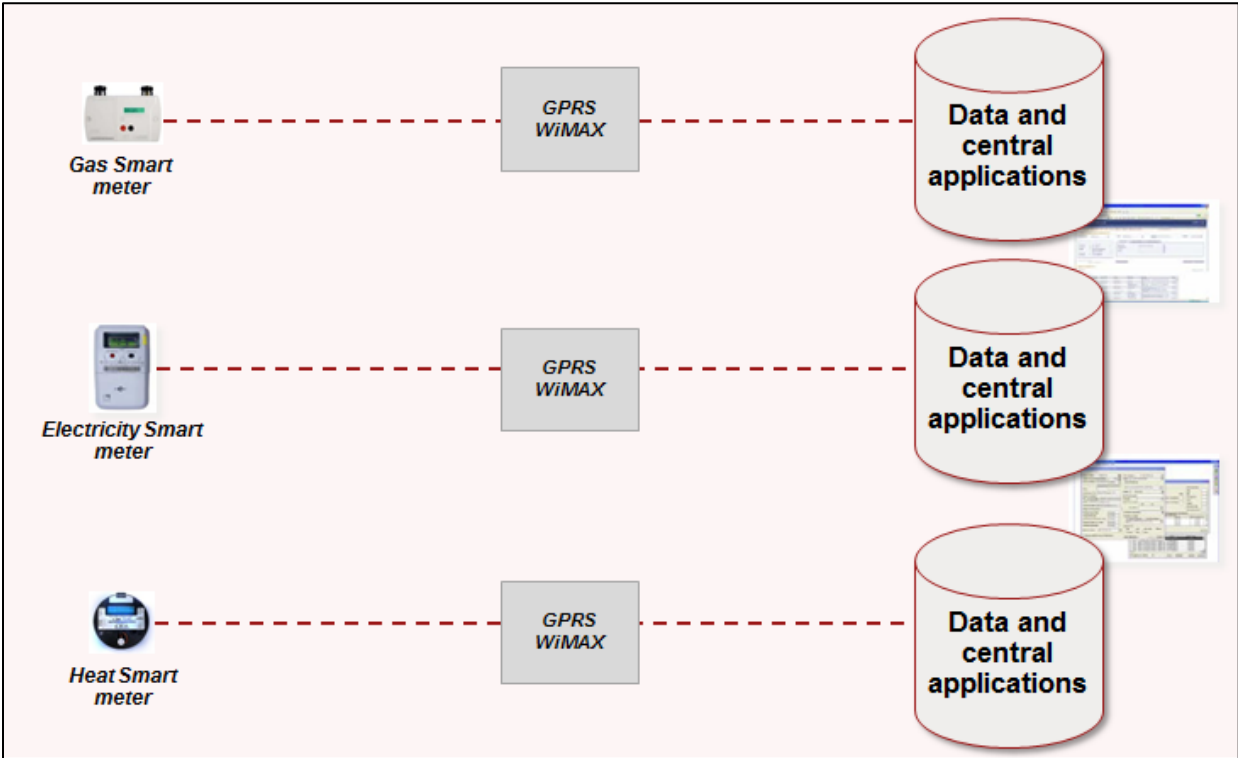 GPRS
WiMAX
Data and
central
applications
Gas Smart
meter
GPRS
WiMAX
Data and
central
applications
Electricity Smart
meter
GPRS
WiMAX
Data and
central
applications
Heat Smart
meter